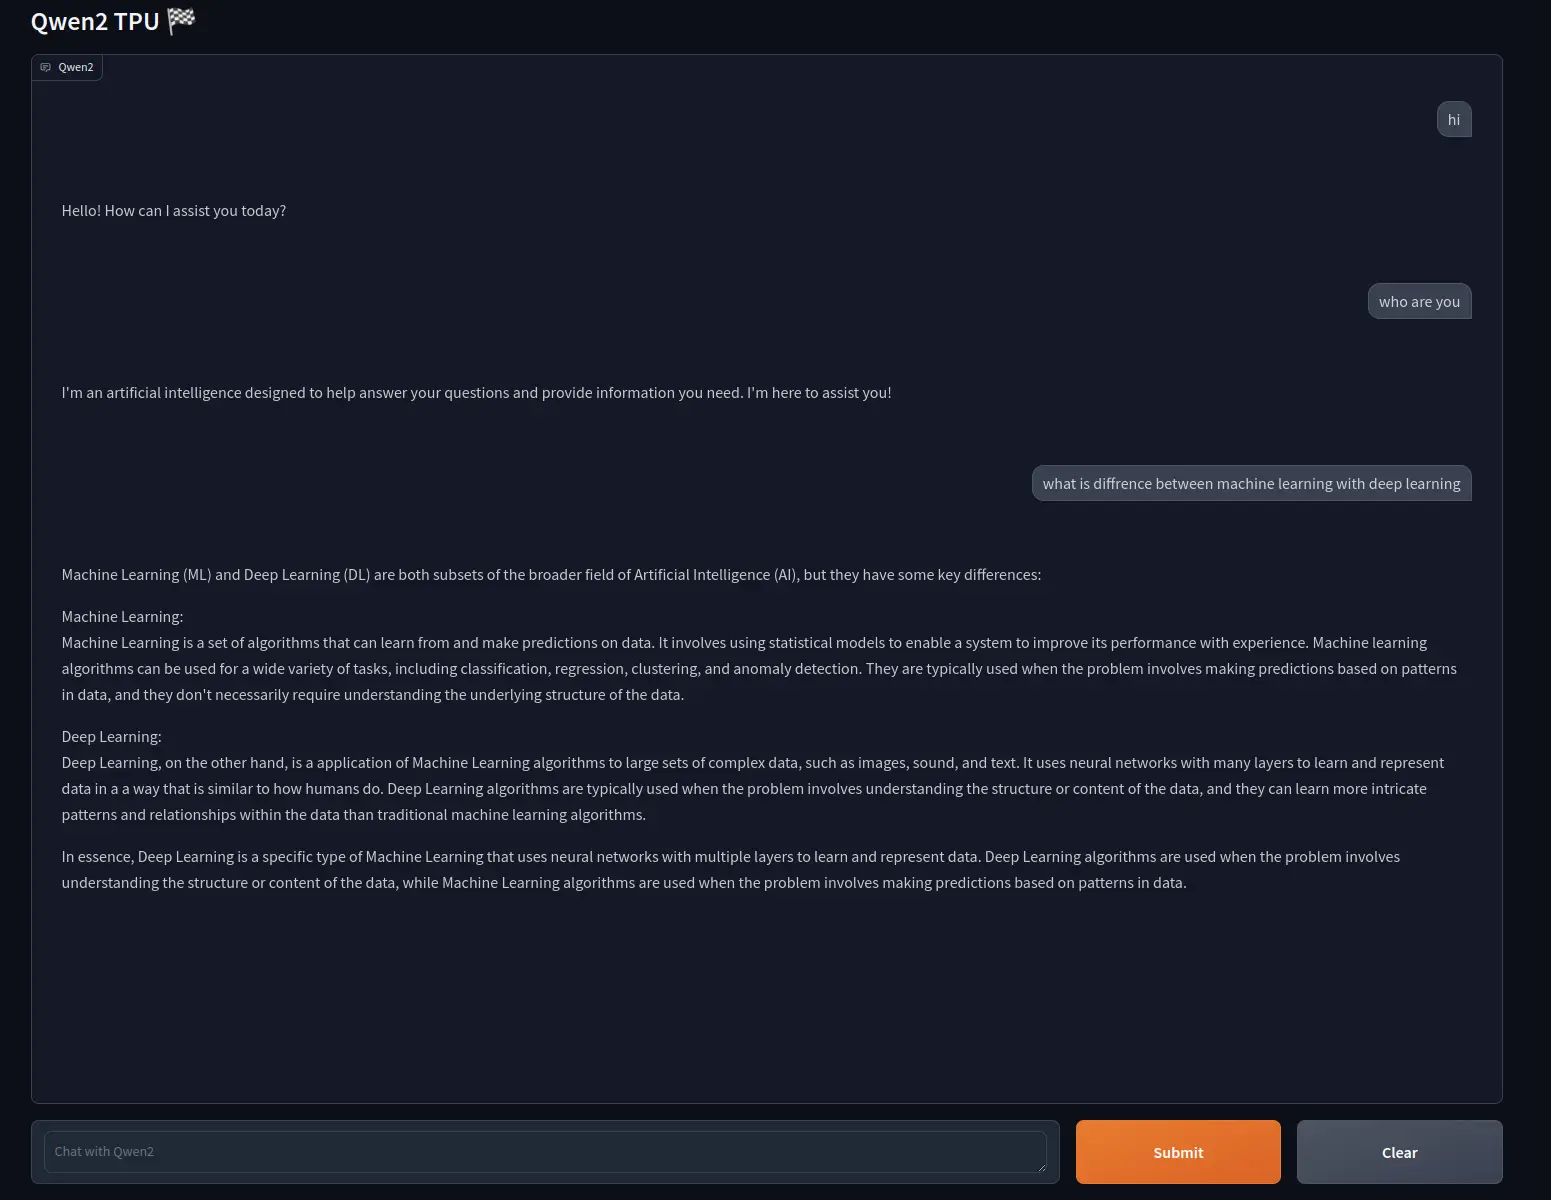 Qwen2 TPU 🏁
Qwen2
hi
Hello! How can I assist you today?
who are you
I'm an artificial intelligence designed to help answer your questions and provide information you need. I'm here to assist you!
what is diffrence between machine learning with deep learning
Machine Learning (ML) and Deep Learning (DL) are both subsets of the broader field of Artificial Intelligence (AI), but they have some key differences:
Machine Learning:
Machine Learning is a set of algorithms that can learn from and make predictions on data. It involves using statistical models to enable a system to improve its performance with experience. Machine learning
algorithms can be used for a wide variety of tasks, including classification, regression, clustering, and anomaly detection. They are typically used when the problem involves making predictions based on patterns
in data, and they don't necessarily require understanding the underlying structure of the data.
Deep Learning:
Deep Learning, on the other hand, is a application of Machine Learning algorithms to large sets of complex data, such as images, sound, and text. It uses neural networks with many layers to learn and represent
data in a a way that is similar to how humans do. Deep Learning algorithms are typically used when the problem involves understanding the structure or content of the data, and they can learn more intricate
patterns and relationships within the data than traditional machine learning algorithms.
In essence, Deep Learning is a specific type of Machine Learning that uses neural networks with multiple layers to learn and represent data. Deep Learning algorithms are used when the problem involves
understanding the structure or content of the data, while Machine Learning algorithms are used when the problem involves making predictions based on patterns in data.
Chat with Qwen2
Submit
Clear